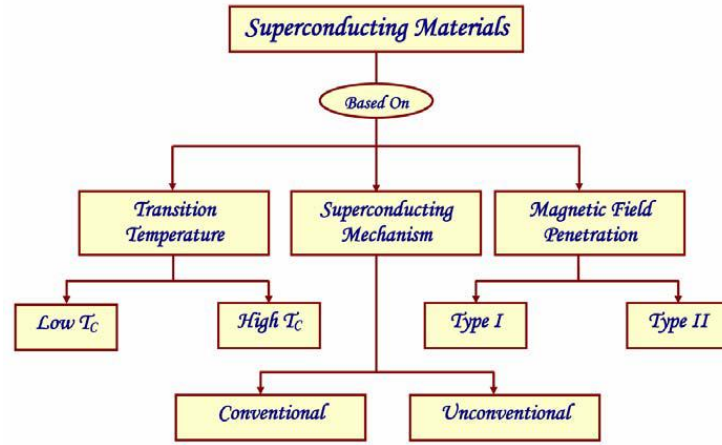 Superconducting Materials
Based On
Transition
Temperature
Superconducting
Mechanism
Magnetic Field
Penetration
Low TC
High TC
Type I
Type II
Conventional
Unconventional